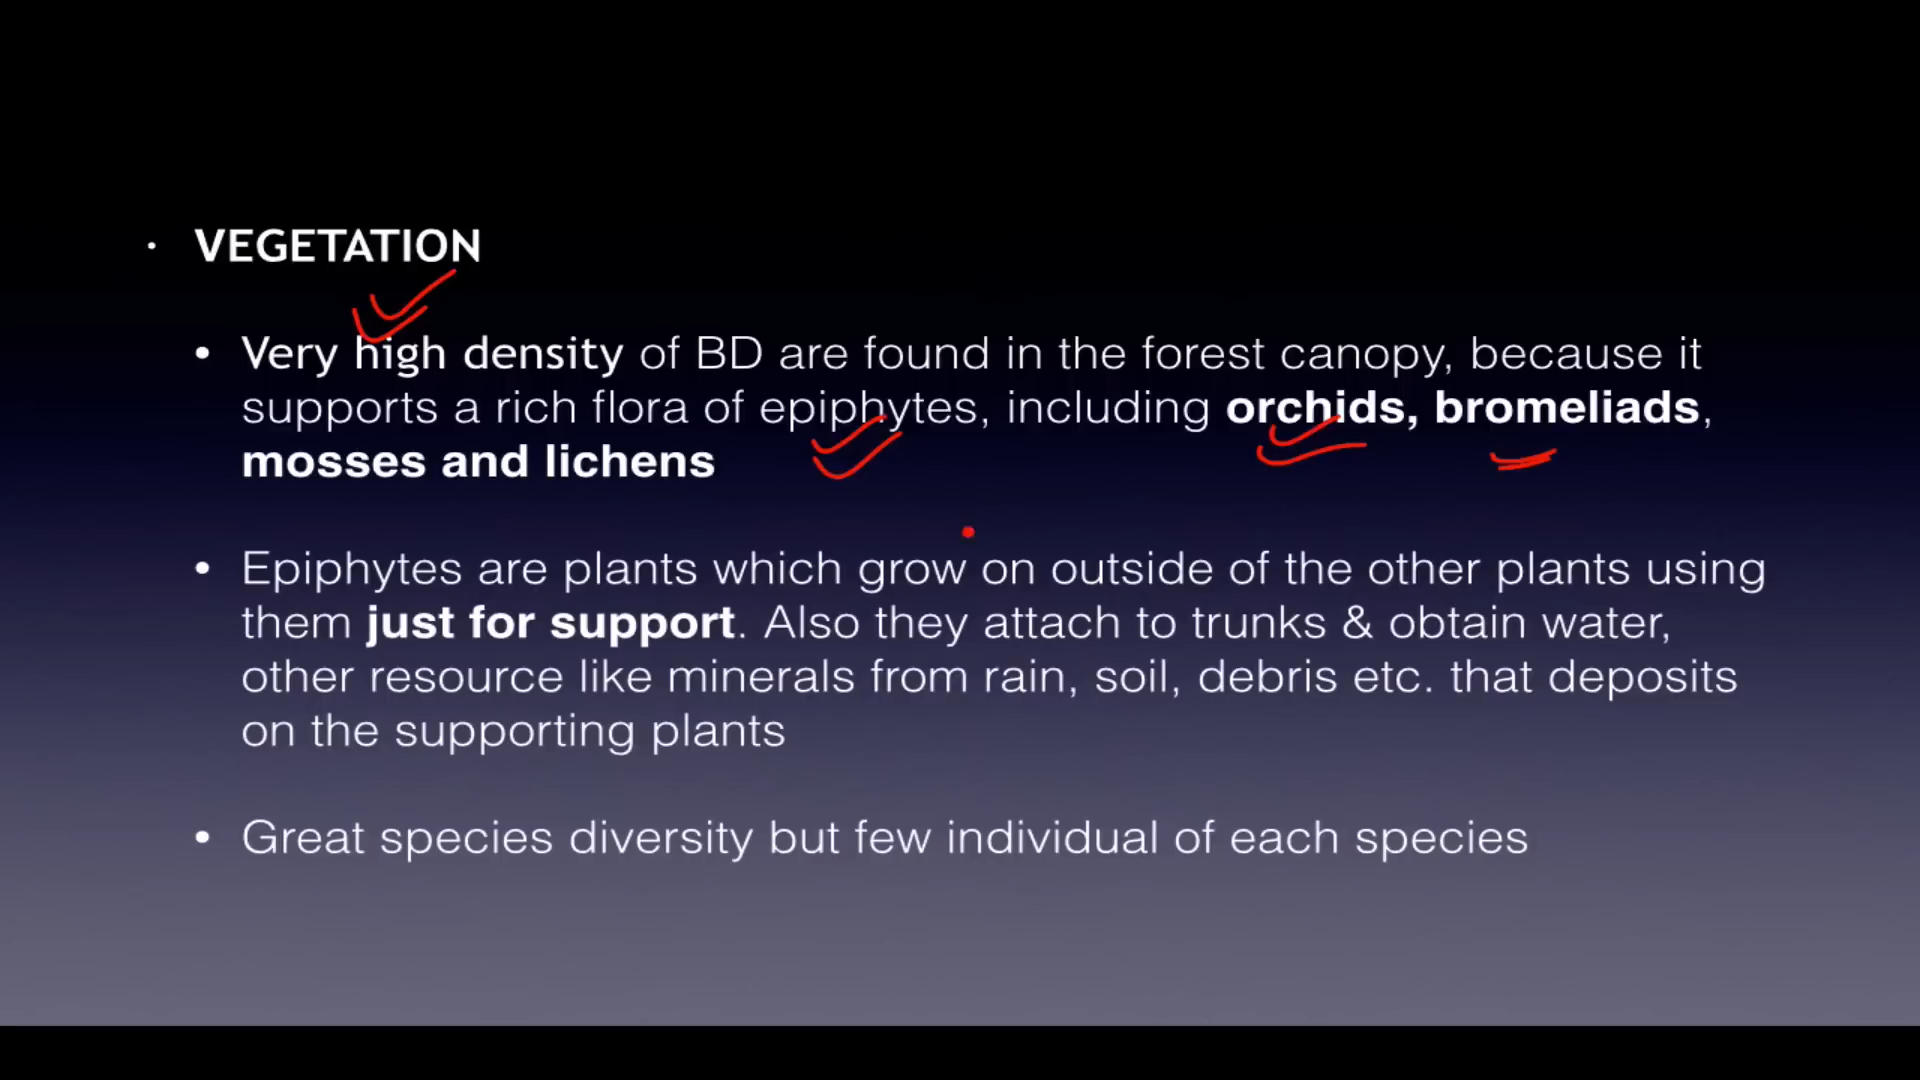 · VEGETATION
• Very high density of BD are found in the forest canopy, because it
supports a rich flora of epiphytes, including orchids, bromeliads,
mosses and lichens
• Epiphytes are plants which grow on outside of the other plants using
them just for support. Also they attach to trunks & obtain water,
other resource like minerals from rain, soil, debris etc. that deposits
on the supporting plants
• Great species diversity but few individual of each species